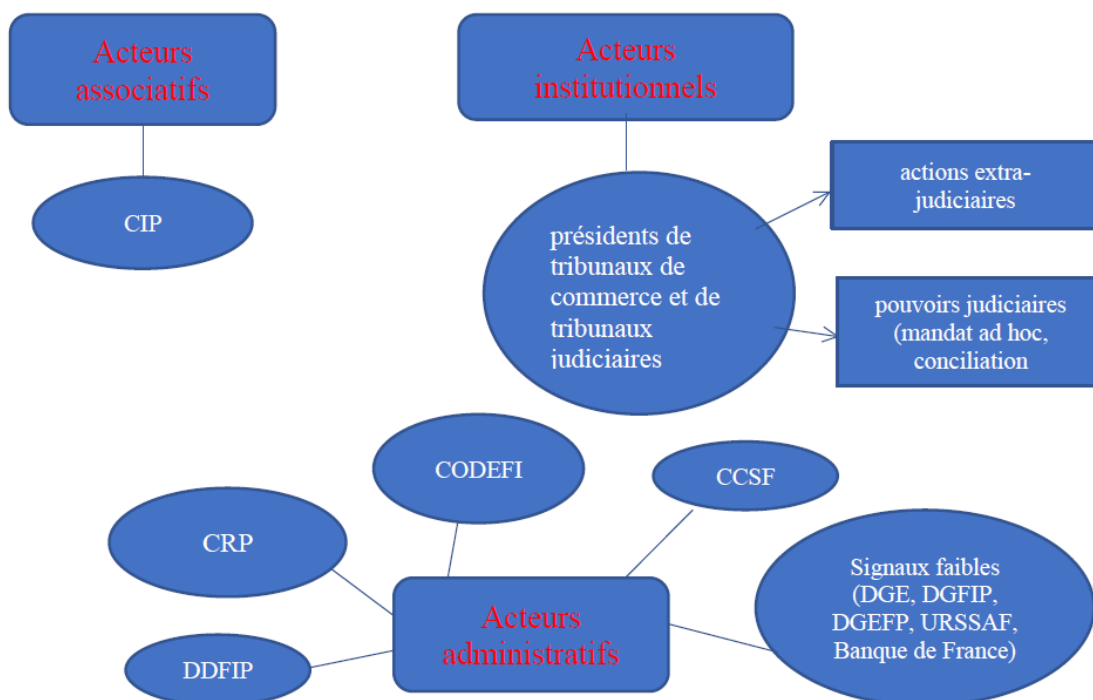 Acteurs
associatifs
Acteurs
institutionnels
CIP
présidents de
tribunaux de
commerce et de
tribunaux
judiciaires
actions extra-
judiciaires
pouvoirs judiciaires
(mandat ad hoc,
conciliation
CODEFI
CCSF
CRP
DDFIP
Acteurs
administratifs
Signaux faibles
(DGE, DGFIP,
DGEFP, URSSAF,
Banque de France)